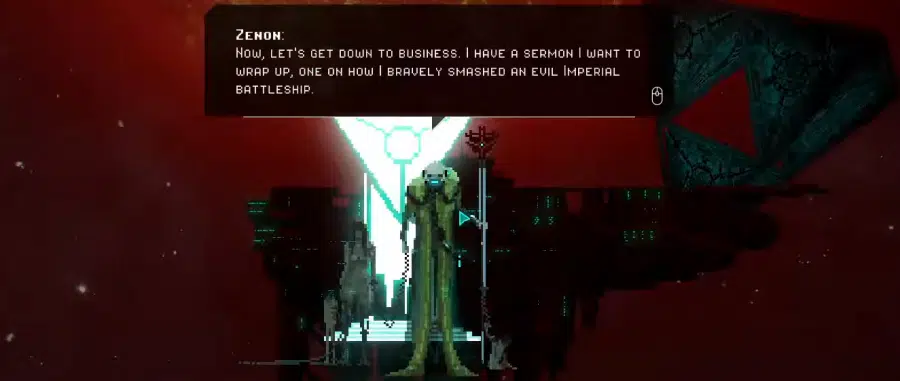 Zenon:
Now, let's get down to business. I have a sermon I want to
wrap up, one on how I bravely smashed an evil Imperial
battleship.